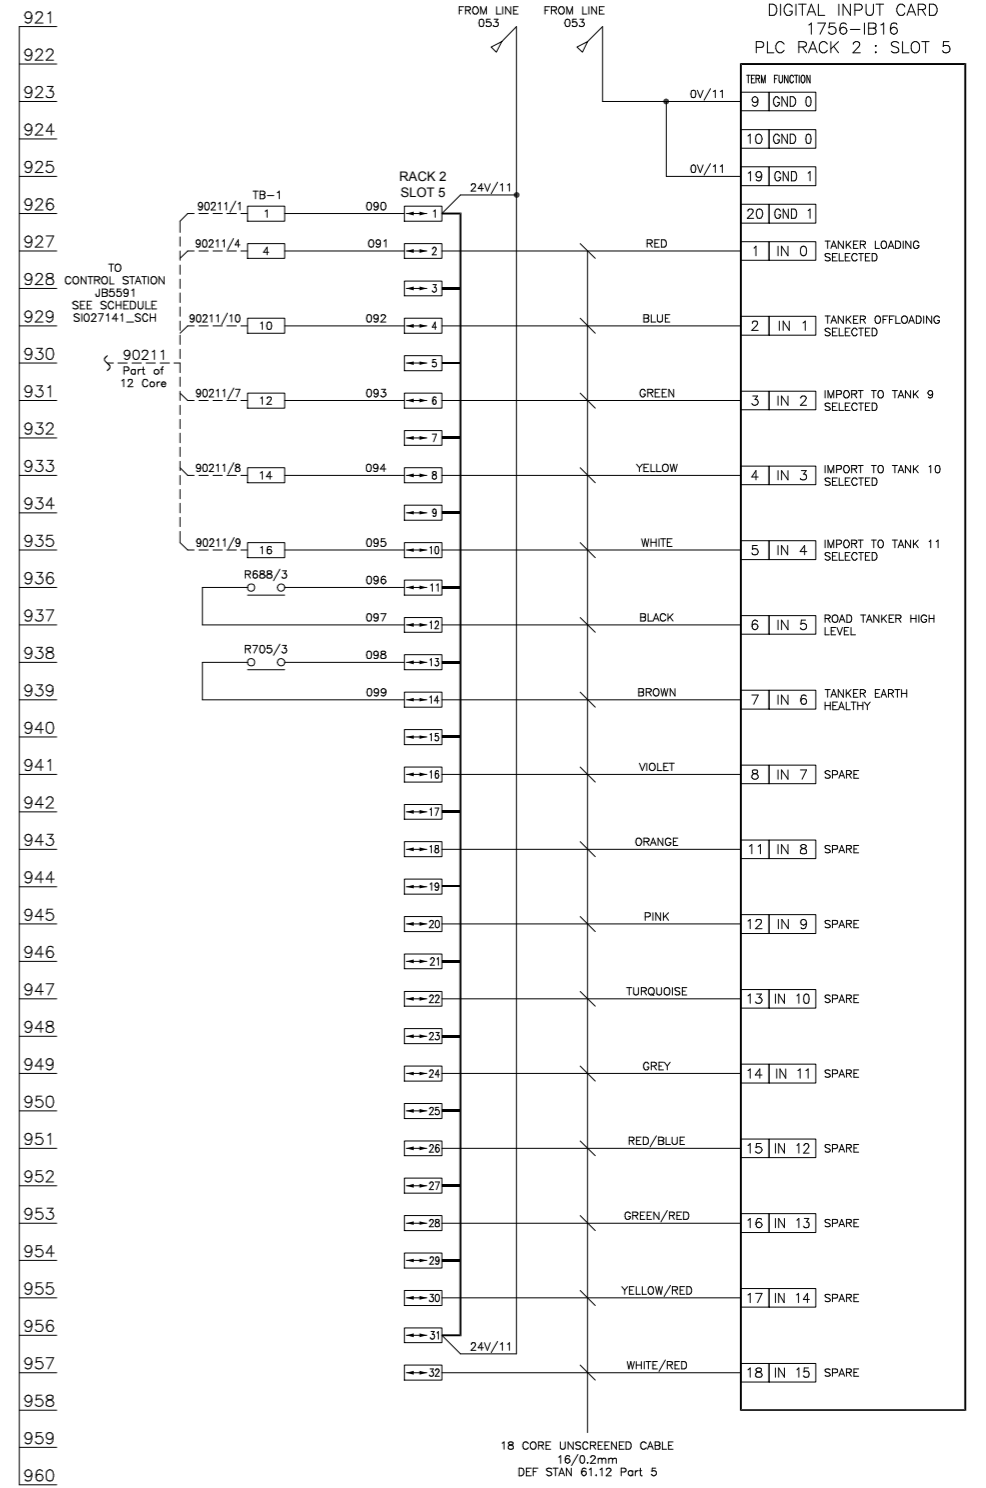 FROM LINE 053
FROM LINE 053
DIGITAL INPUT CARD
1756-IB16
PLC RACK 2 : SLOT 5
921
922
TERM FUNCTION
923 0V/11 9 GND 0
924 10 GND 0
925 0V/11 19 GND 1
RACK 2
SLOT 5
24V/11
TB-1
926 90211/1 1 090 1 20 GND 1
927 90211/4 4 091 2 RED 1 IN 0 TANKER LOADING SELECTED
928 3
TO
CONTROL STATION
JB5591
SEE SCHEDULE
SI027141_SCH
929 90211/10 10 092 4 BLUE 2 IN 1 TANKER OFFLOADING SELECTED
930 5
90211
Part of
12 Core
931 90211/7 12 093 6 GREEN 3 IN 2 IMPORT TO TANK 9 SELECTED
932 7
933 90211/8 14 094 8 YELLOW 4 IN 3 IMPORT TO TANK 10 SELECTED
934 9
935 90211/9 16 095 10 WHITE 5 IN 4 IMPORT TO TANK 11 SELECTED
936 R688/3 096 11
937 097 12 BLACK 6 IN 5 ROAD TANKER HIGH LEVEL
938 R705/3 098 13
939 099 14 BROWN 7 IN 6 TANKER EARTH HEALTHY
940 15
941 16 VIOLET 8 IN 7 SPARE
942 17
943 18 ORANGE 11 IN 8 SPARE
944 19
945 20 PINK 12 IN 9 SPARE
946 21
947 22 TURQUOISE 13 IN 10 SPARE
948 23
949 24 GREY 14 IN 11 SPARE
950 25
951 26 RED/BLUE 15 IN 12 SPARE
952 27
953 28 GREEN/RED 16 IN 13 SPARE
954 29
955 30 YELLOW/RED 17 IN 14 SPARE
956 31 24V/11
957 32 WHITE/RED 18 IN 15 SPARE
958
959
18 CORE UNSCREENED CABLE
16/0.2mm
DEF STAN 61.12 Part 5
960